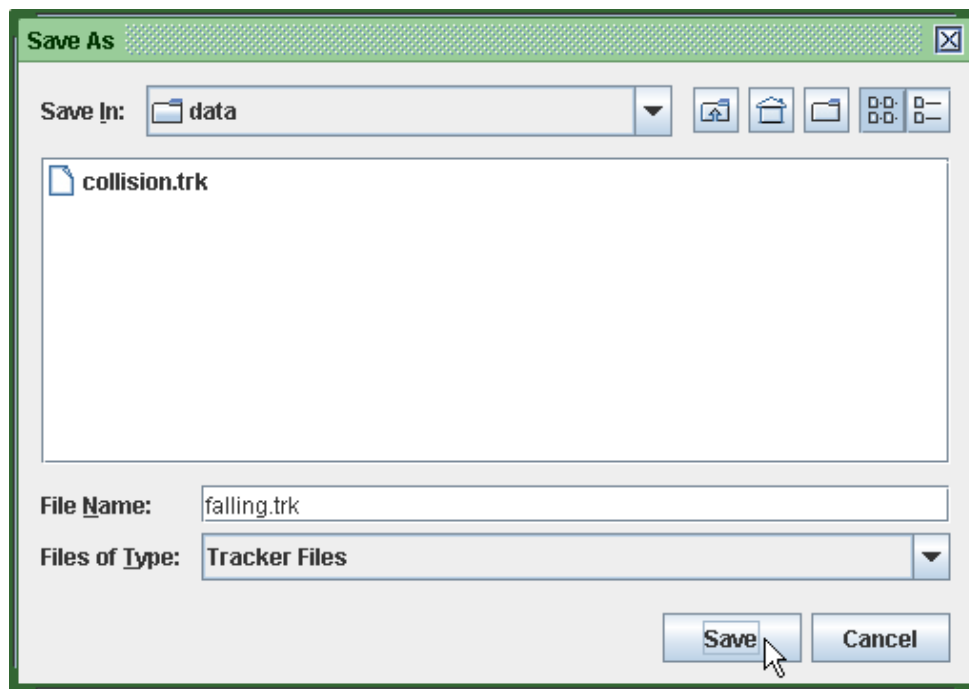 Save As
Save In: data
collision.trk
File Name: falling.trk
Files of Type: Tracker Files
Save Cancel